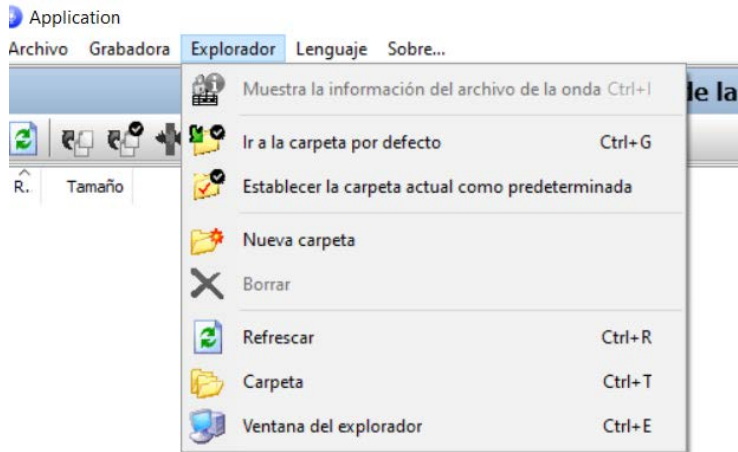 Application
Archivo Grabadora Explorador Lenguaje Sobre...
Muestra la información del archivo de la onda Ctrl+I
de la
Ir a la carpeta por defecto Ctrl+G
R. Tamaño
Establecer la carpeta actual como predeterminada
Nueva carpeta
Borrar
Refrescar Ctrl+R
Carpeta Ctrl+T
Ventana del explorador Ctrl+E